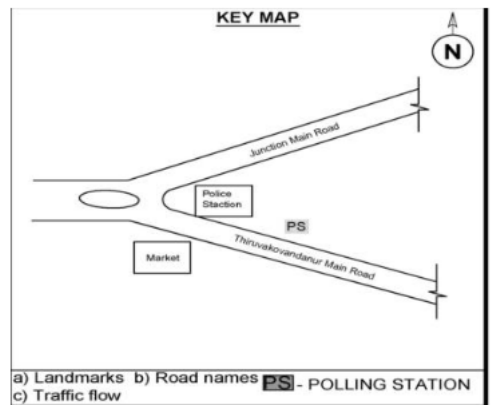 KEY MAP
N
Junction Main Road
Police
Staction
PS
Thiruvakovandanur Main Road
Market
a) Landmarks b) Road names PS - POLLING STATION
c) Traffic flow